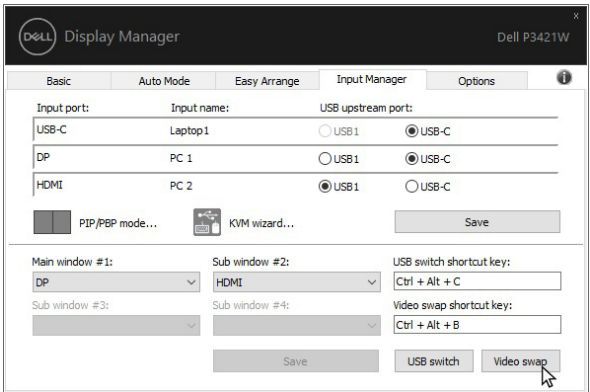 DELL Display Manager Dell P3421W x
Basic Auto Mode Easy Arrange Input Manager Options i
Input port: Input name: USB upstream port:
USB-C Laptop1 USB1 USB-C
DP PC 1 USB1 USB-C
HDMI PC 2 USB1 USB-C
PIP/PBP mode... KVM wizard... Save
Main window #1: Sub window #2: USB switch shortcut key:
DP HDMI Ctrl + Alt + C
Sub window #3: Sub window #4: Video swap shortcut key:
Ctrl + Alt + B
Save USB switch Video swap